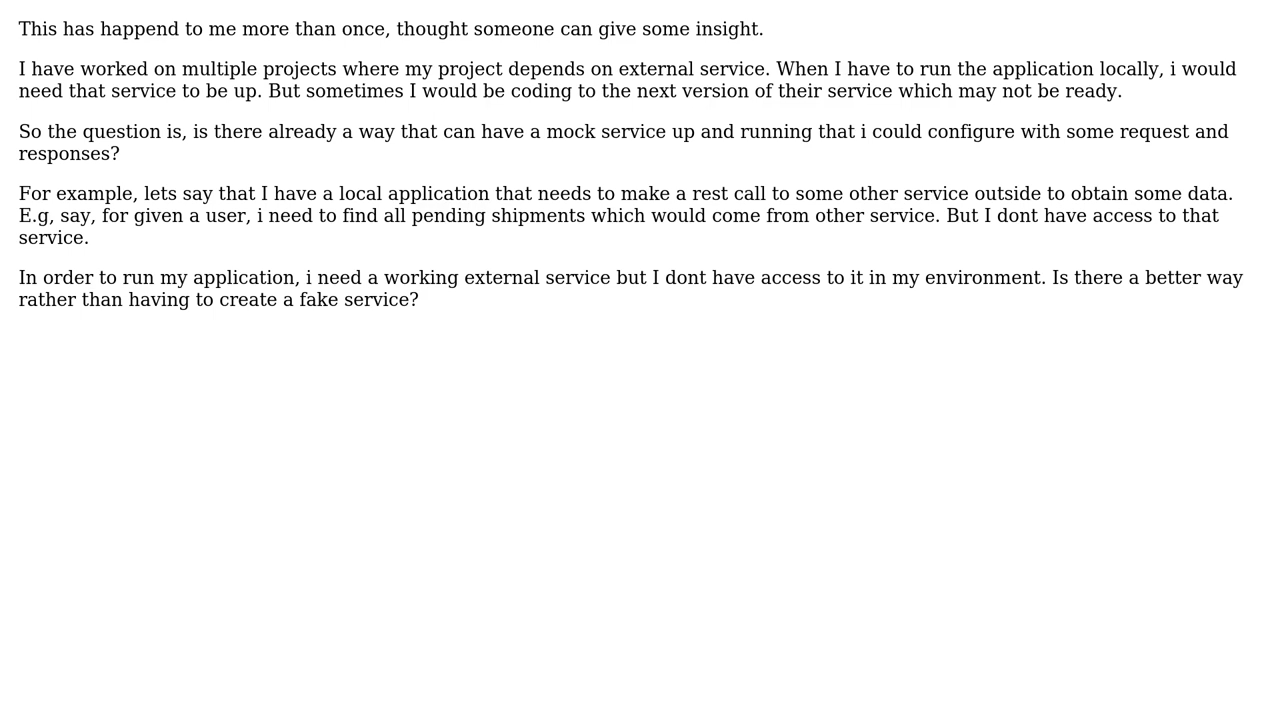 This has happend to me more than once, thought someone can give some insight.
I have worked on multiple projects where my project depends on external service. When I have to run the application locally, i would
need that service to be up. But sometimes I would be coding to the next version of their service which may not be ready.
So the question is, is there already a way that can have a mock service up and running that i could configure with some request and
responses?
For example, lets say that I have a local application that needs to make a rest call to some other service outside to obtain some data.
E.g, say, for given a user, i need to find all pending shipments which would come from other service. But I dont have access to that
service.
In order to run my application, i need a working external service but I dont have access to it in my environment. Is there a better way
rather than having to create a fake service?